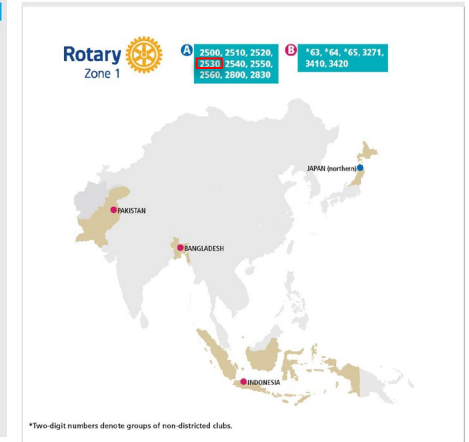 Rotary
Zone 1
A
2500, 2510, 2520,
2530 2540, 2550,
2560, 2800, 2830
B
*63, *64, *65, 3271,
3410, 3420
JAPAN (northern)
PAKISTAN
BANGLADESH
INDONESIA
*Two-digit numbers denote groups of non-districted clubs.